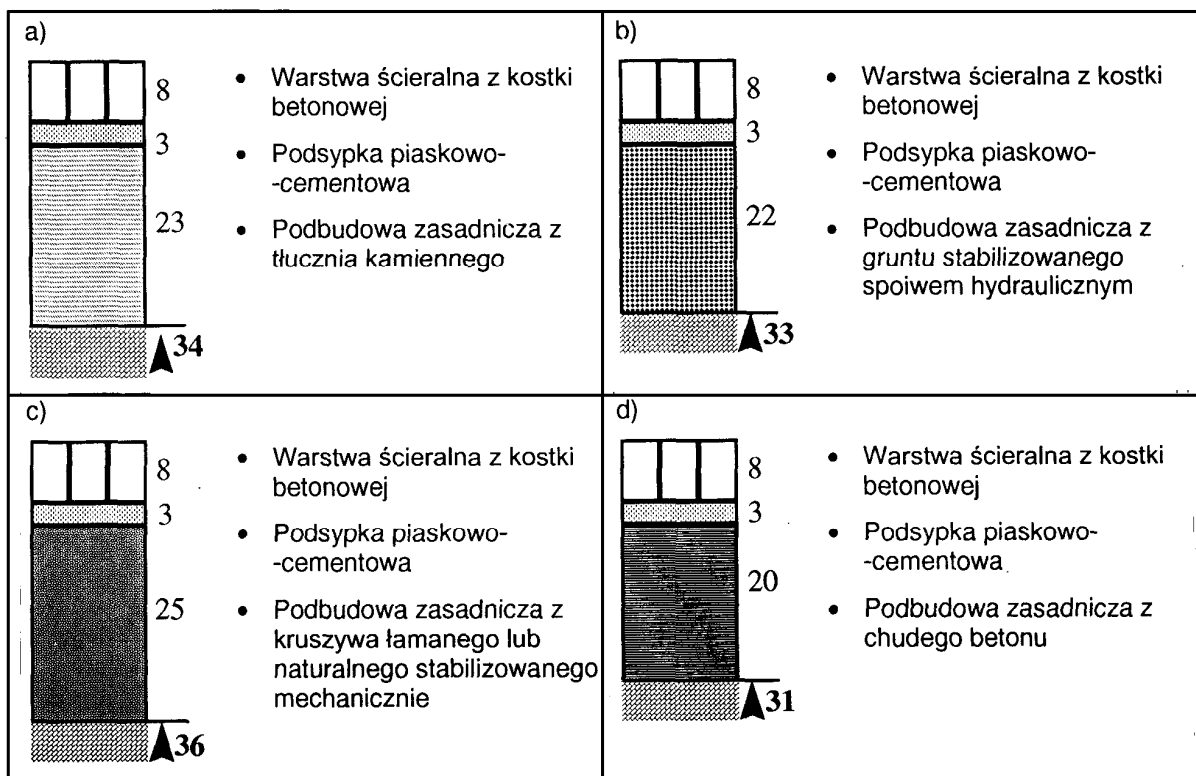 a)
8
3
23
34
• Warstwa ścieralna z kostki
betonowej
• Podsypka piaskowo-
-cementowa
• Podbudowa zasadnicza z
tłucznia kamiennego
b)
8
3
22
33
• Warstwa ścieralna z kostki
betonowej
• Podsypka piaskowo-
-cementowa
• Podbudowa zasadnicza z
gruntu stabilizowanego
spoiwem hydraulicznym
c)
8
3
25
36
• Warstwa ścieralna z kostki
betonowej
• Podsypka piaskowo-
-cementowa
• Podbudowa zasadnicza z
kruszywa łamanego lub
naturalnego stabilizowanego
mechanicznie
d)
8
3
20
31
• Warstwa ścieralna z kostki
betonowej
• Podsypka piaskowo-
-cementowa
• Podbudowa zasadnicza z
chudego betonu